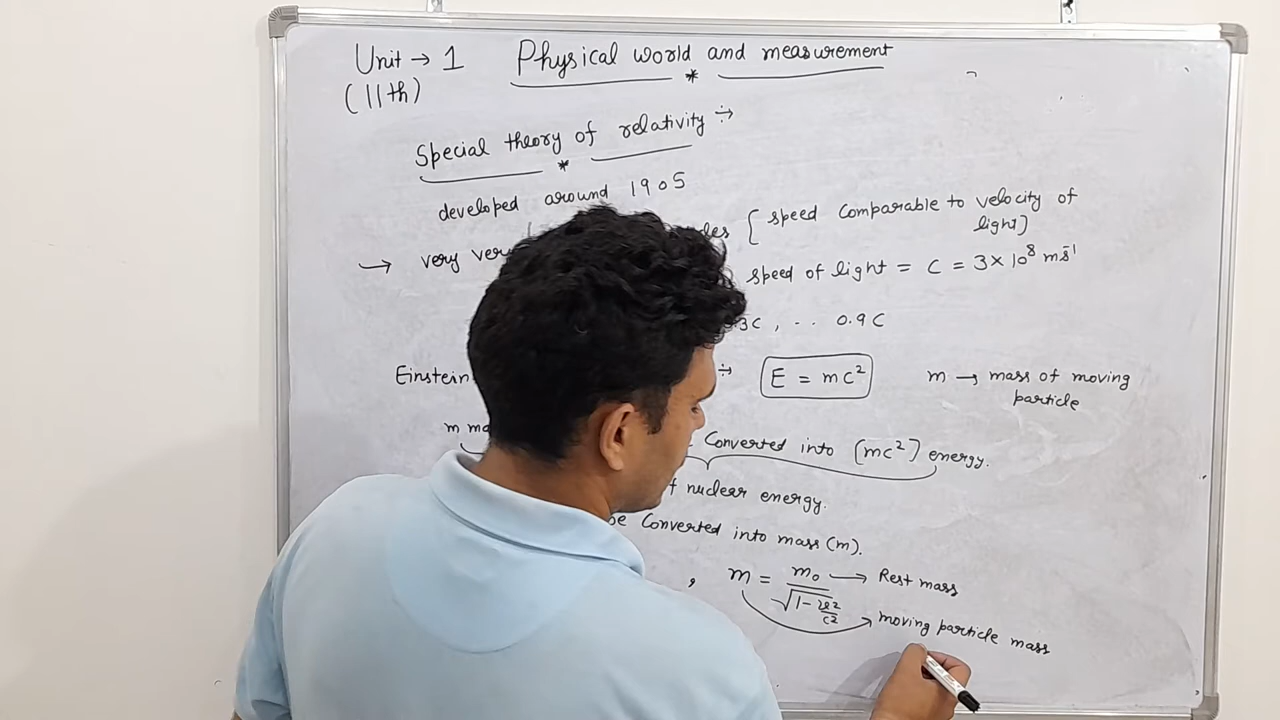 Unit → 1 Physical world and measurement
(11th)
Special theory of relativity ÷→
developed around 1905
→ very very [speed Comparable to velocity of
light]
speed of light = C = 3×10⁸ ms⁻¹
3C, .. 0.9C
Einstein E = mc² m → mass of moving
particle
m Converted into (mc²) energy.
nuclear energy.
Converted into mass (m).
, m = m₀/√(1-v²/c²) → Rest mass
moving particle mass